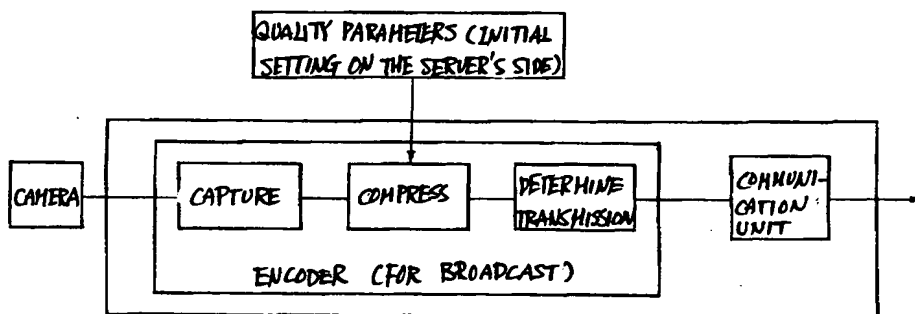 QUALITY PARAMETERS (INITIAL
SETTING ON THE SERVER'S SIDE)
CAMERA
CAPTURE
COMPRESS
DETERMINE
TRANSMISSION
COMMUNI-
CATION
UNIT
ENCODER (FOR BROADCAST)